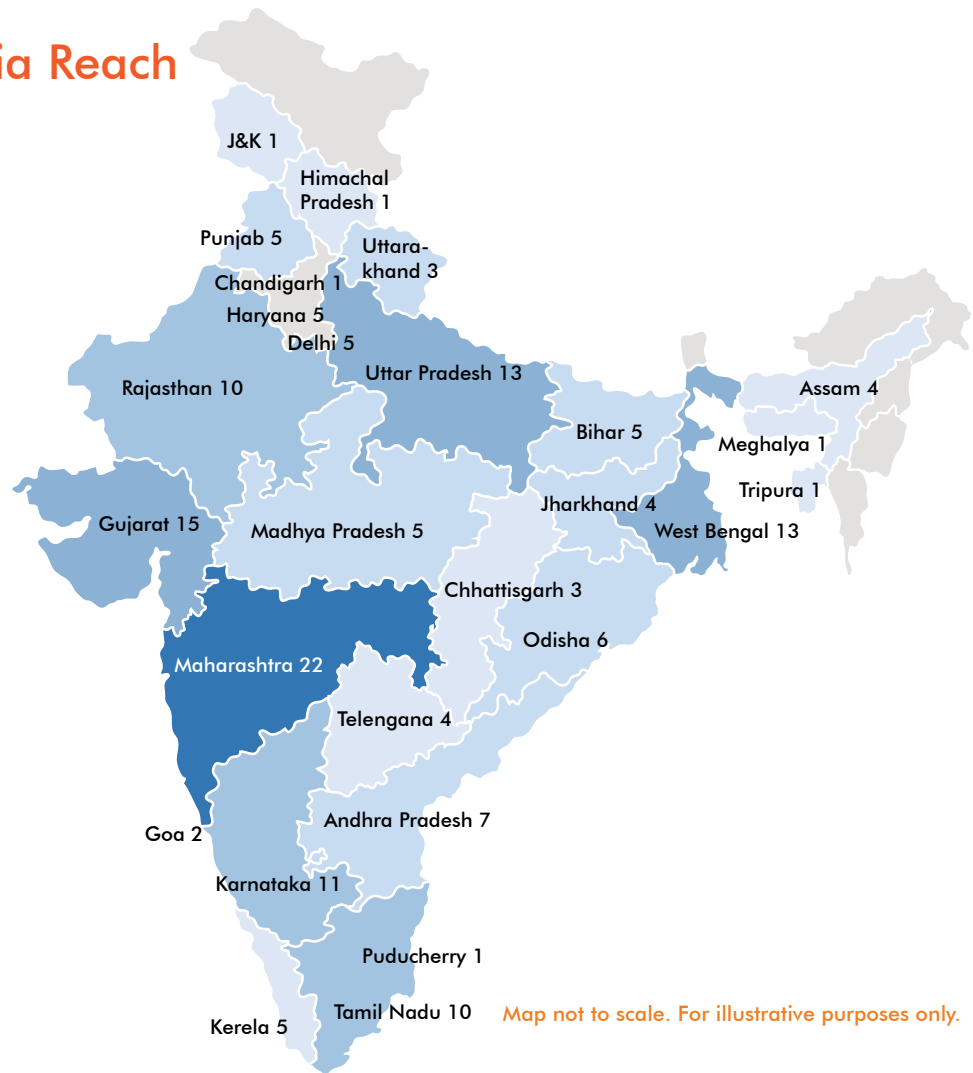 ia Reach
J&K 1
Himachal
Pradesh 1
Punjab 5
Uttara-
khand 3
Chandigarh 1
Haryana 5
Delhi 5
Uttar Pradesh 13
Rajasthan 10
Assam 4
Bihar 5
Meghalya 1
Tripura 1
Jharkhand 4
Gujarat 15
Madhya Pradesh 5
West Bengal 13
Chhattisgarh 3
Odisha 6
Maharashtra 22
Telengana 4
Andhra Pradesh 7
Goa 2
Karnataka 11
Puducherry 1
Tamil Nadu 10
Map not to scale. For illustrative purposes only.
Kerela 5